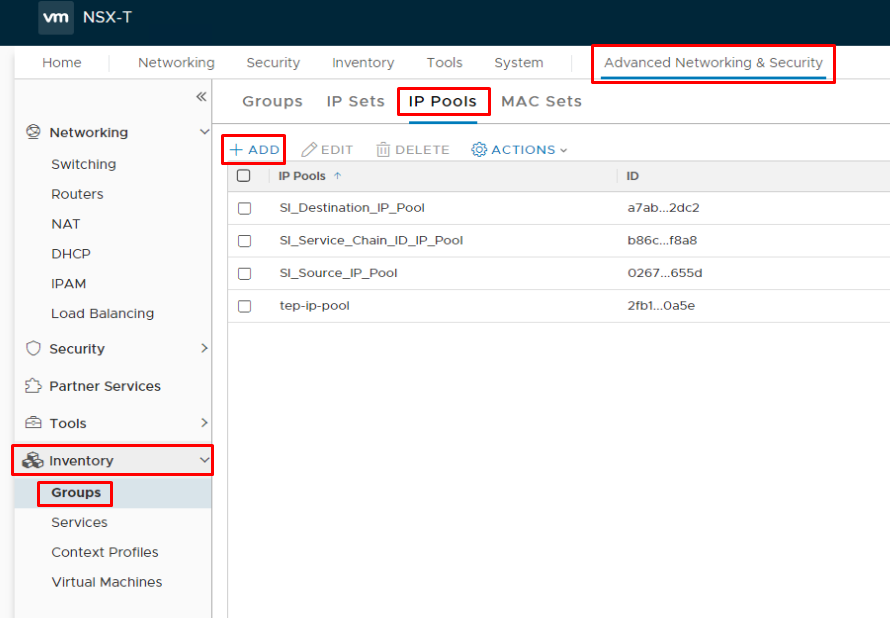 vm NSX-T
Home Networking Security Inventory Tools System Advanced Networking & Security
«
Groups IP Sets IP Pools MAC Sets
Networking
Switching
Routers
NAT
DHCP
IPAM
Load Balancing
Security
Partner Services
Tools
Inventory
Groups
Services
Context Profiles
Virtual Machines
+ ADD EDIT DELETE ACTIONS
IP Pools ↑ ID
SI_Destination_IP_Pool a7ab...2dc2
SI_Service_Chain_ID_IP_Pool b86c...f8a8
SI_Source_IP_Pool 0267...655d
tep-ip-pool 2fb1...0a5e